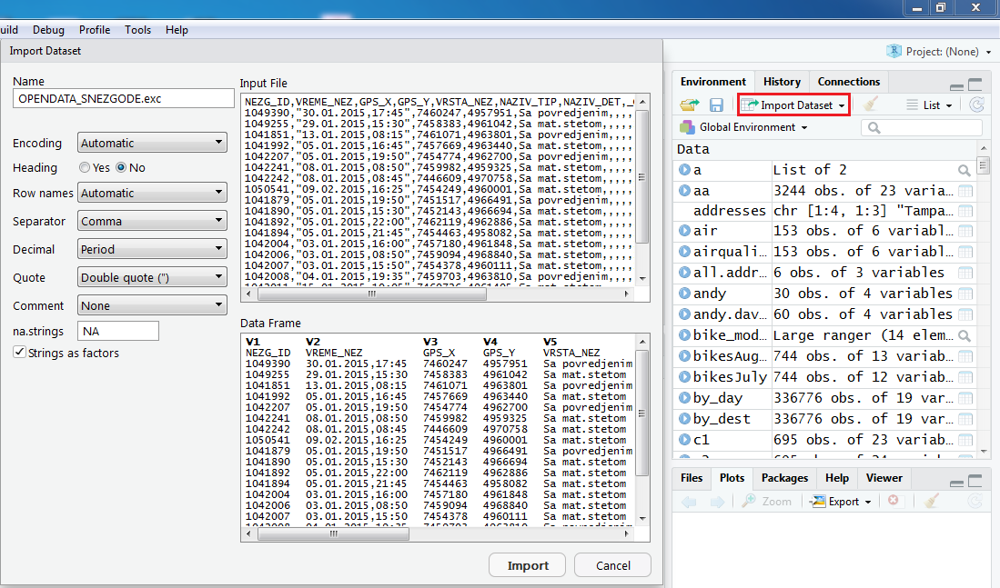 uild Debug Profile Tools Help
Import Dataset
Name
OPENDATA_SNEZGODE.exc
Encoding Automatic
Heading Yes No
Row names Automatic
Separator Comma
Decimal Period
Quote Double quote (")
Comment None
na.strings NA
Strings as factors
Input File
NEZG_ID,VREME_NEZ,GPS_X,GPS_Y,VRSTA_NEZ,NAZIV_TIP,NAZIV_DET,
1049390,"30.01.2015,17:45",7460247,4957951,Sa povredjenim,,,,
1049255,"29.01.2015,15:30",7458383,4961042,Sa mat.stetom,,,,,
1041851,"13.01.2015,08:15",7461071,4963801,Sa povredjenim,,,,
1041992,"05.01.2015,16:45",7457669,4963440,Sa mat.stetom,,,,,
1042207,"05.01.2015,19:50",7454774,4962700,Sa povredjenim,,,,
1042241,"08.01.2015,08:50",7459982,4959325,Sa mat.stetom,,,,,
1042242,"08.01.2015,08:45",7446609,4970758,Sa mat.stetom,,,,,
1050541,"09.02.2015,16:25",7454249,4960001,Sa mat.stetom,,,,,
1041879,"05.01.2015,19:50",7451517,4966491,Sa povredjenim,,,,
1041890,"05.01.2015,15:30",7452143,4966694,Sa mat.stetom,,,,,
1041892,"05.01.2015,22:00",7462119,4962886,Sa mat.stetom,,,,,
1041894,"05.01.2015,21:45",7454463,4958082,Sa mat.stetom,,,,,
1042004,"03.01.2015,16:00",7457180,4961848,Sa mat.stetom,,,,,
1042006,"03.01.2015,08:50",7459094,4968840,Sa mat.stetom,,,,,
1042007,"03.01.2015,15:50",7454378,4960111,Sa mat.stetom,,,,,
1042008,"04.01.2015,19:35",7459703,4963810,Sa povredjenim,,,,
Data Frame
V1 V2 V3 V4 V5
NEZG_ID VREME_NEZ GPS_X GPS_Y VRSTA_NEZ
1049390 30.01.2015,17:45 7460247 4957951 Sa povredjenim
1049255 29.01.2015,15:30 7458383 4961042 Sa mat.stetom
1041851 13.01.2015,08:15 7461071 4963801 Sa povredjenim
1041992 05.01.2015,16:45 7457669 4963440 Sa mat.stetom
1042207 05.01.2015,19:50 7454774 4962700 Sa povredjenim
1042241 08.01.2015,08:50 7459982 4959325 Sa mat.stetom
1042242 08.01.2015,08:45 7446609 4970758 Sa mat.stetom
1050541 09.02.2015,16:25 7454249 4960001 Sa mat.stetom
1041879 05.01.2015,19:50 7451517 4966491 Sa povredjenim
1041890 05.01.2015,15:30 7452143 4966694 Sa mat.stetom
1041892 05.01.2015,22:00 7462119 4962886 Sa mat.stetom
1041894 05.01.2015,21:45 7454463 4958082 Sa mat.stetom
1042004 03.01.2015,16:00 7457180 4961848 Sa mat.stetom
1042006 03.01.2015,08:50 7459094 4968840 Sa mat.stetom
1042007 03.01.2015,15:50 7454378 4960111 Sa mat.stetom
Import Cancel
Project: (None)
Environment History Connections
Import Dataset List
Global Environment
Data
a List of 2
aa 3244 obs. of 23 varia...
addresses chr [1:4, 1:3] "Tampa...
air 153 obs. of 6 variabl...
airquali... 153 obs. of 6 variabl...
all.addr... 6 obs. of 3 variables
andy 30 obs. of 4 variables
andy.dav... 60 obs. of 4 variables
bike_mod... Large ranger (14 elem...
bikesAug... 744 obs. of 13 variab...
bikesJuly 744 obs. of 12 variab...
by_day 336776 obs. of 19 var...
by_dest 336776 obs. of 19 var...
c1 695 obs. of 23 variab...
Files Plots Packages Help Viewer
Zoom Export